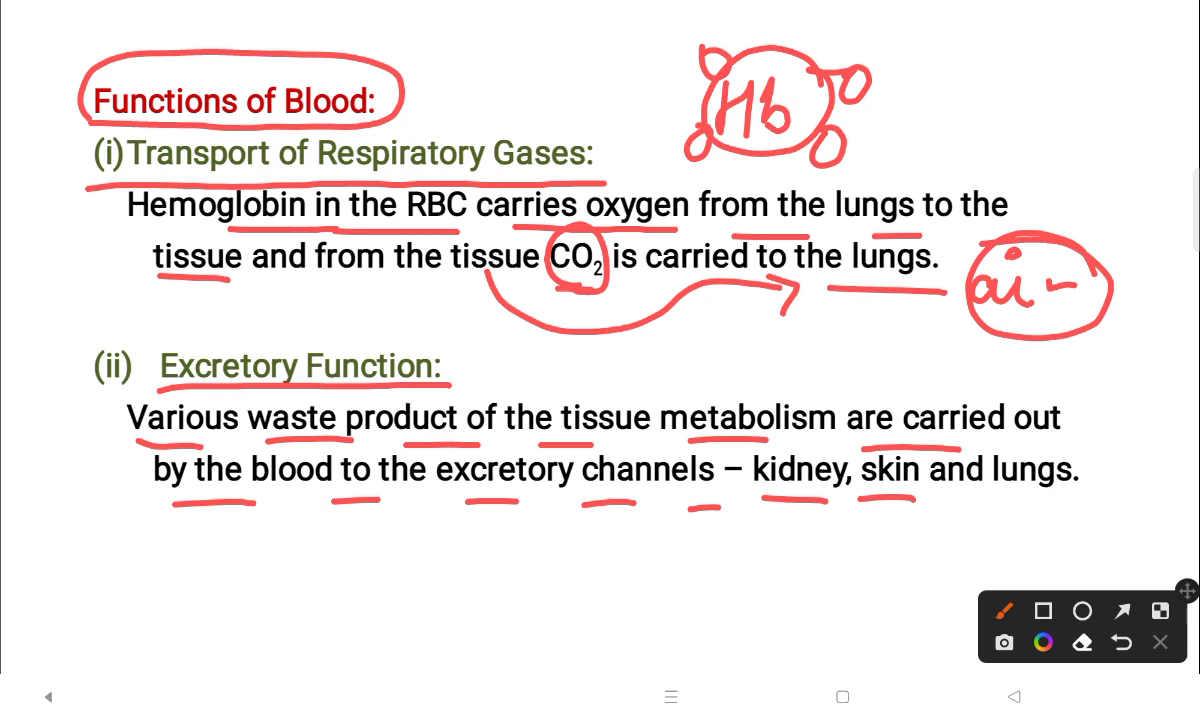 Functions of Blood:
Hb
(i) Transport of Respiratory Gases:
Hemoglobin in the RBC carries oxygen from the lungs to the
tissue and from the tissue CO₂ is carried to the lungs.
(ii) Excretory Function:
Various waste product of the tissue metabolism are carried out
by the blood to the excretory channels – kidney, skin and lungs.